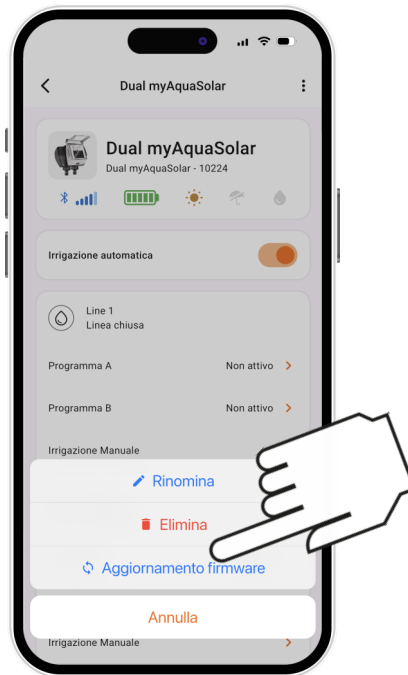 Dual myAquaSolar
Dual myAquaSolar
Dual myAquaSolar - 10224
Irrigazione automatica
Line 1
Linea chiusa
Programma A Non attivo
Programma B Non attivo
Irrigazione Manuale
Rinomina
Elimina
Aggiornamento firmware
Annulla
Irrigazione Manuale